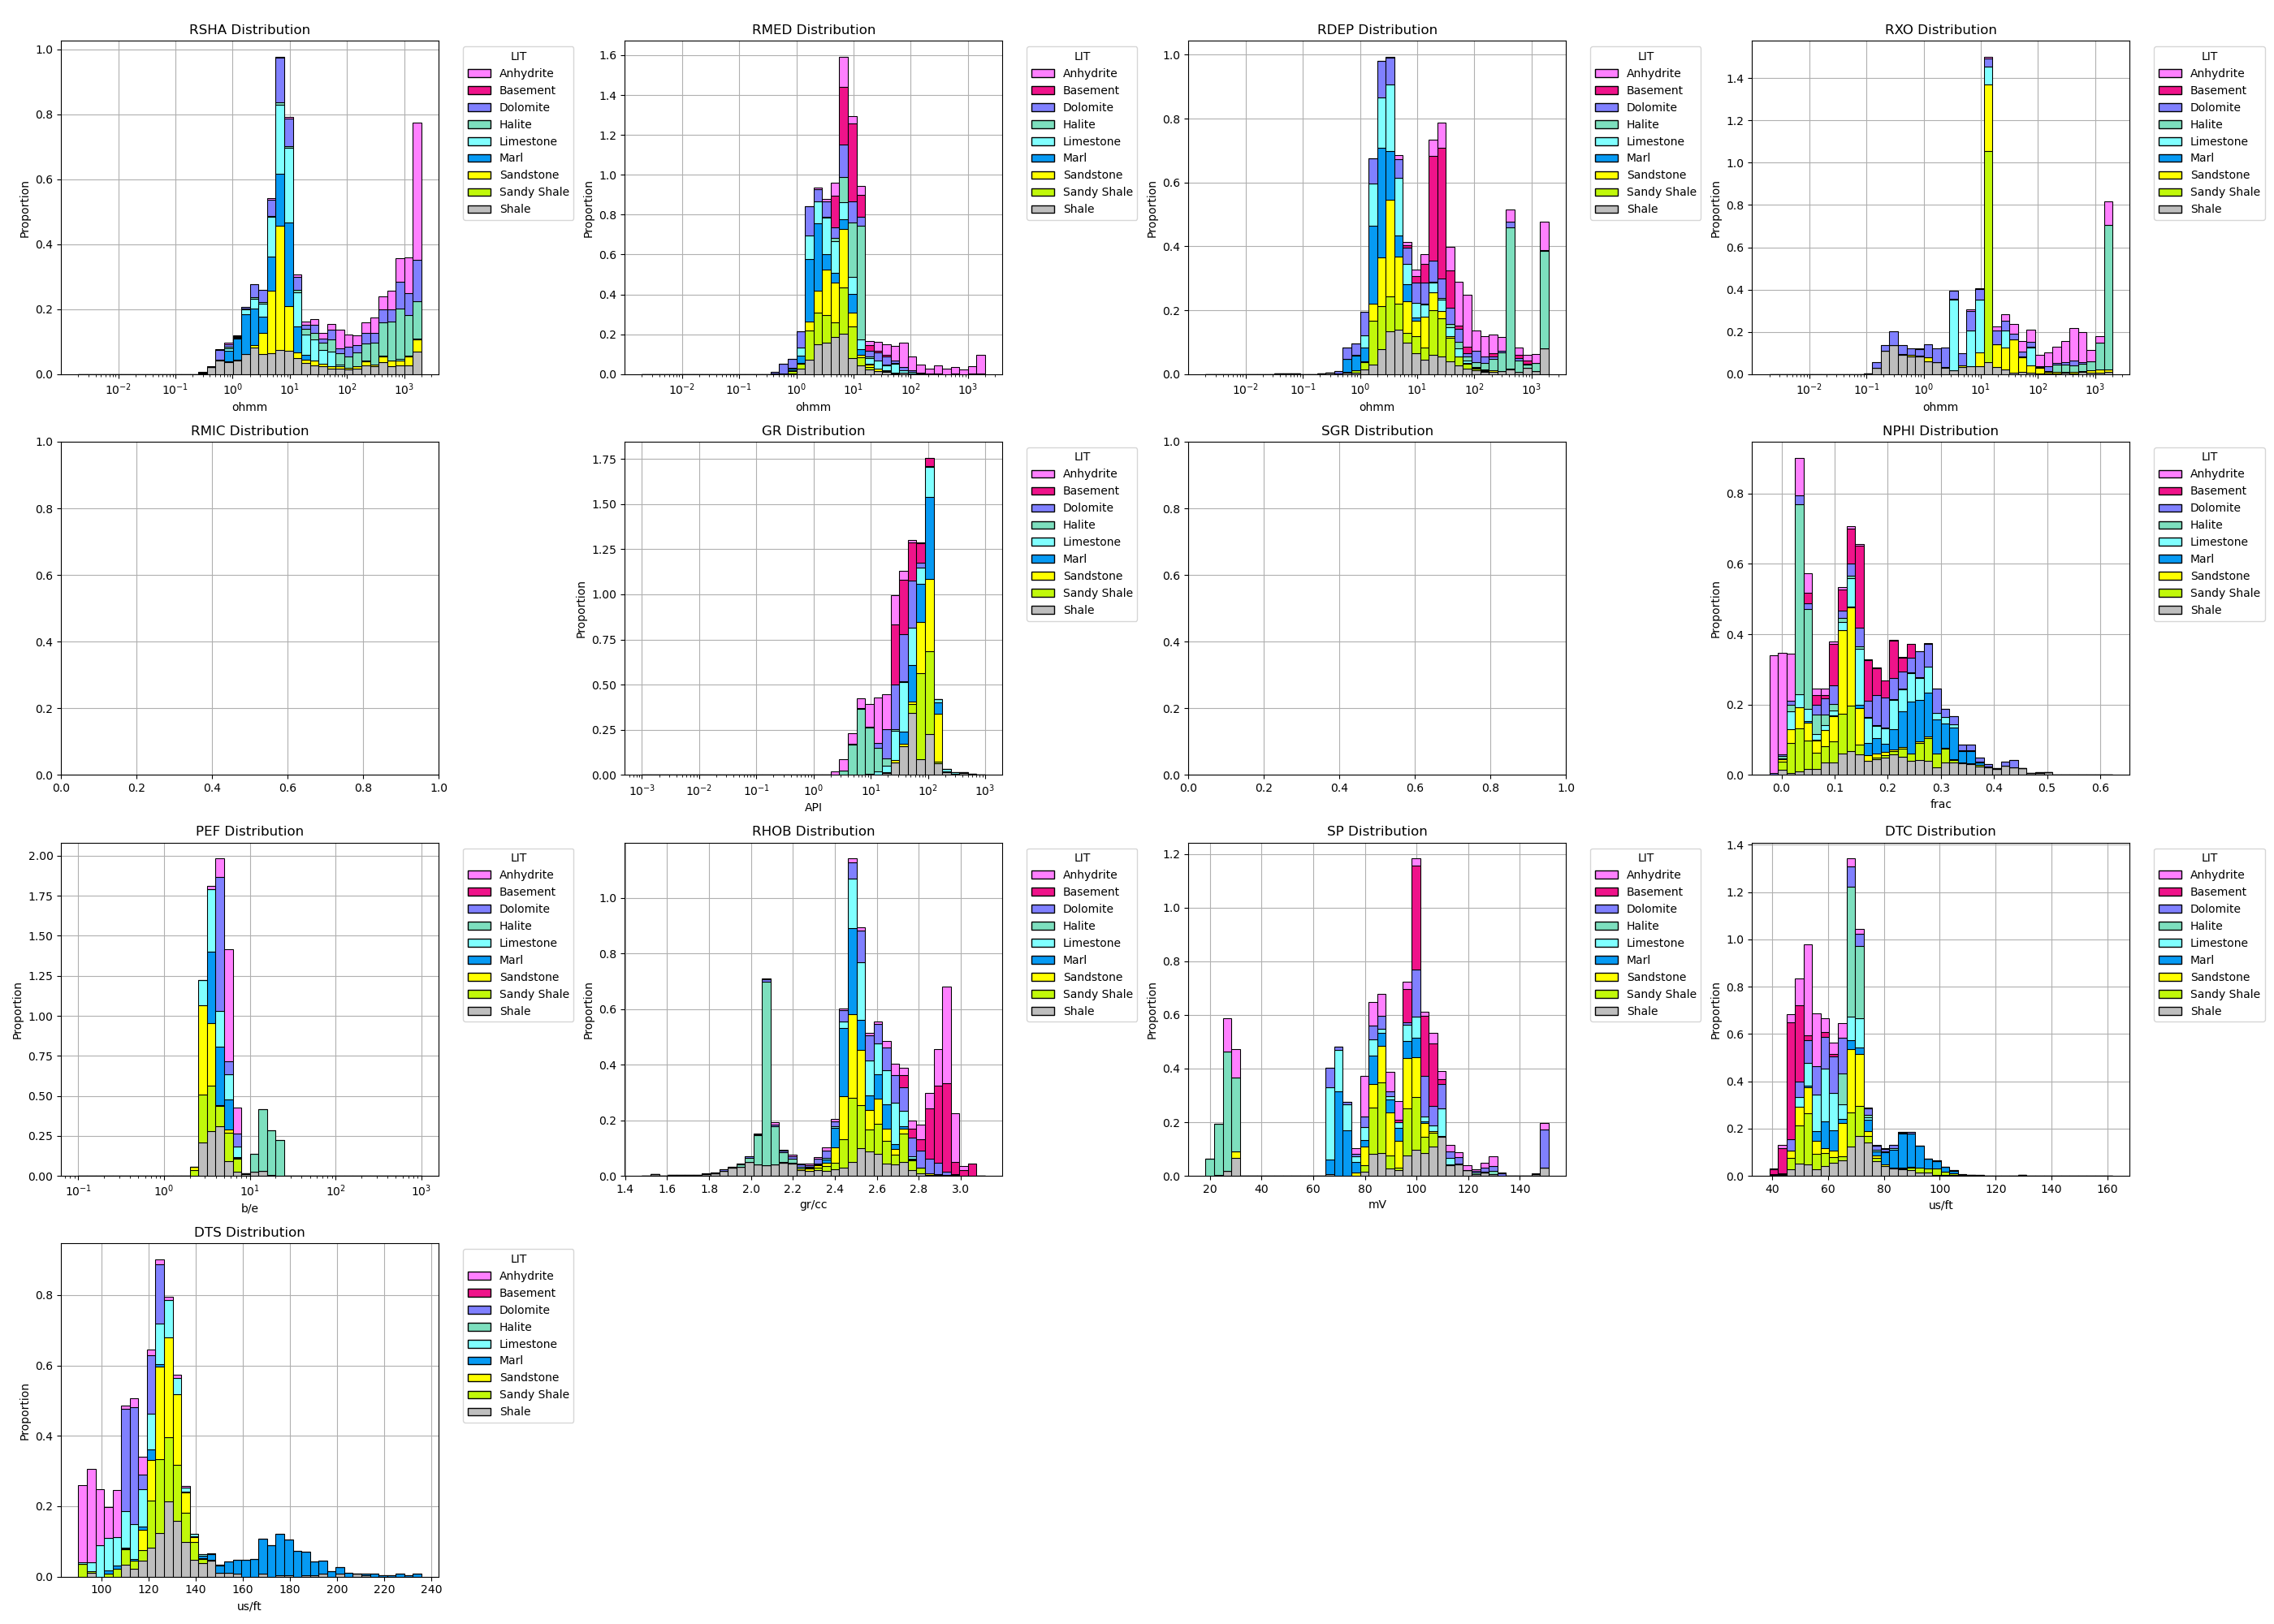 RSHA Distribution
Proportion
1.0
0.8
0.6
0.4
0.2
0.0
10⁻² 10⁻¹ 10⁰ 10¹ 10² 10³
ohmm
LIT
Anhydrite
Dolomite
Halite
Limestone
Marl
Sandstone
Sandy Shale
Shale
RMED Distribution
Proportion
1.6
1.4
1.2
1.0
0.8
0.6
0.4
0.2
0.0
10⁻² 10⁻¹ 10⁰ 10¹ 10² 10³
ohmm
LIT
Anhydrite
Basement
Dolomite
Halite
Limestone
Marl
Sandstone
Sandy Shale
Shale
RDEP Distribution
Proportion
1.0
0.8
0.6
0.4
0.2
0.0
10⁻² 10⁻¹ 10⁰ 10¹ 10² 10³
ohmm
LIT
Anhydrite
Basement
Dolomite
Halite
Limestone
Marl
Sandstone
Sandy Shale
Shale
RXO Distribution
Proportion
1.4
1.2
1.0
0.8
0.6
0.4
0.2
0.0
10⁻² 10⁻¹ 10⁰ 10¹ 10² 10³
ohmm
LIT
Anhydrite
Basement
Dolomite
Halite
Limestone
Marl
Sandstone
Sandy Shale
Shale
RMIC Distribution
1.0
0.8
0.6
0.4
0.2
0.0
0.0 0.2 0.4 0.6 0.8 1.0
GR Distribution
Proportion
1.75
1.50
1.25
1.00
0.75
0.50
0.25
0.00
10⁻³ 10⁻² 10⁻¹ 10⁰ 10¹ 10² 10³
API
LIT
Anhydrite
Basement
Dolomite
Halite
Limestone
Marl
Sandstone
Sandy Shale
Shale
SGR Distribution
1.0
0.8
0.6
0.4
0.2
0.0
0.0 0.2 0.4 0.6 0.8 1.0
NPHI Distribution
Proportion
0.8
0.6
0.4
0.2
0.0
0.0 0.1 0.2 0.3 0.4 0.5 0.6
frac
LIT
Anhydrite
Basement
Dolomite
Halite
Limestone
Marl
Sandstone
Sandy Shale
Shale
PEF Distribution
Proportion
2.00
1.75
1.50
1.25
1.00
0.75
0.50
0.25
0.00
10⁻¹ 10⁰ 10¹ 10² 10³
b/e
LIT
Anhydrite
Basement
Dolomite
Halite
Limestone
Marl
Sandstone
Sandy Shale
Shale
RHOB Distribution
Proportion
1.0
0.8
0.6
0.4
0.2
0.0
1.4 1.6 1.8 2.0 2.2 2.4 2.6 2.8 3.0
gr/cc
LIT
Anhydrite
Basement
Dolomite
Halite
Limestone
Marl
Sandstone
Sandy Shale
Shale
SP Distribution
Proportion
1.2
1.0
0.8
0.6
0.4
0.2
0.0
20 40 60 80 100 120 140
mV
LIT
Anhydrite
Basement
Dolomite
Halite
Limestone
Marl
Sandstone
Sandy Shale
Shale
DTC Distribution
Proportion
1.4
1.2
1.0
0.8
0.6
0.4
0.2
0.0
40 60 80 100 120 140 160
us/ft
LIT
Anhydrite
Basement
Dolomite
Halite
Limestone
Marl
Sandstone
Sandy Shale
Shale
DTS Distribution
Proportion
0.8
0.6
0.4
0.2
0.0
100 120 140 160 180 200 220 240
us/ft
LIT
Anhydrite
Basement
Dolomite
Halite
Limestone
Marl
Sandstone
Sandy Shale
Shale